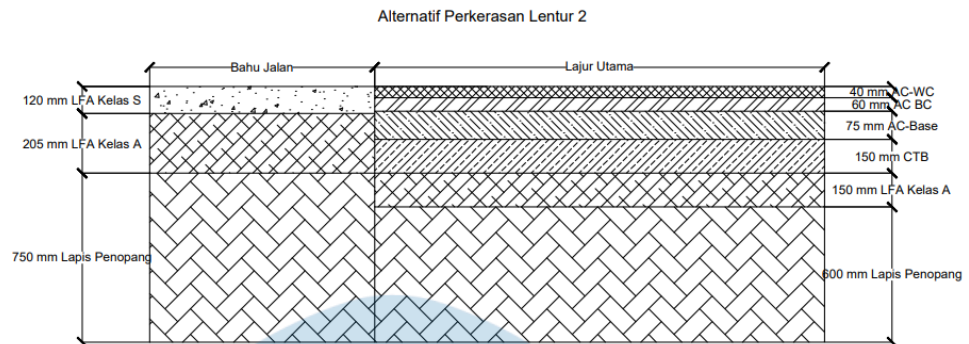 Alternatif Perkerasan Lentur 2
Bahu Jalan
Lajur Utama
120 mm LFA Kelas S
205 mm LFA Kelas A
750 mm Lapis Penopang
40 mm AC-WC
60 mm AC BC
75 mm AC-Base
150 mm CTB
150 mm LFA Kelas A
600 mm Lapis Penopang